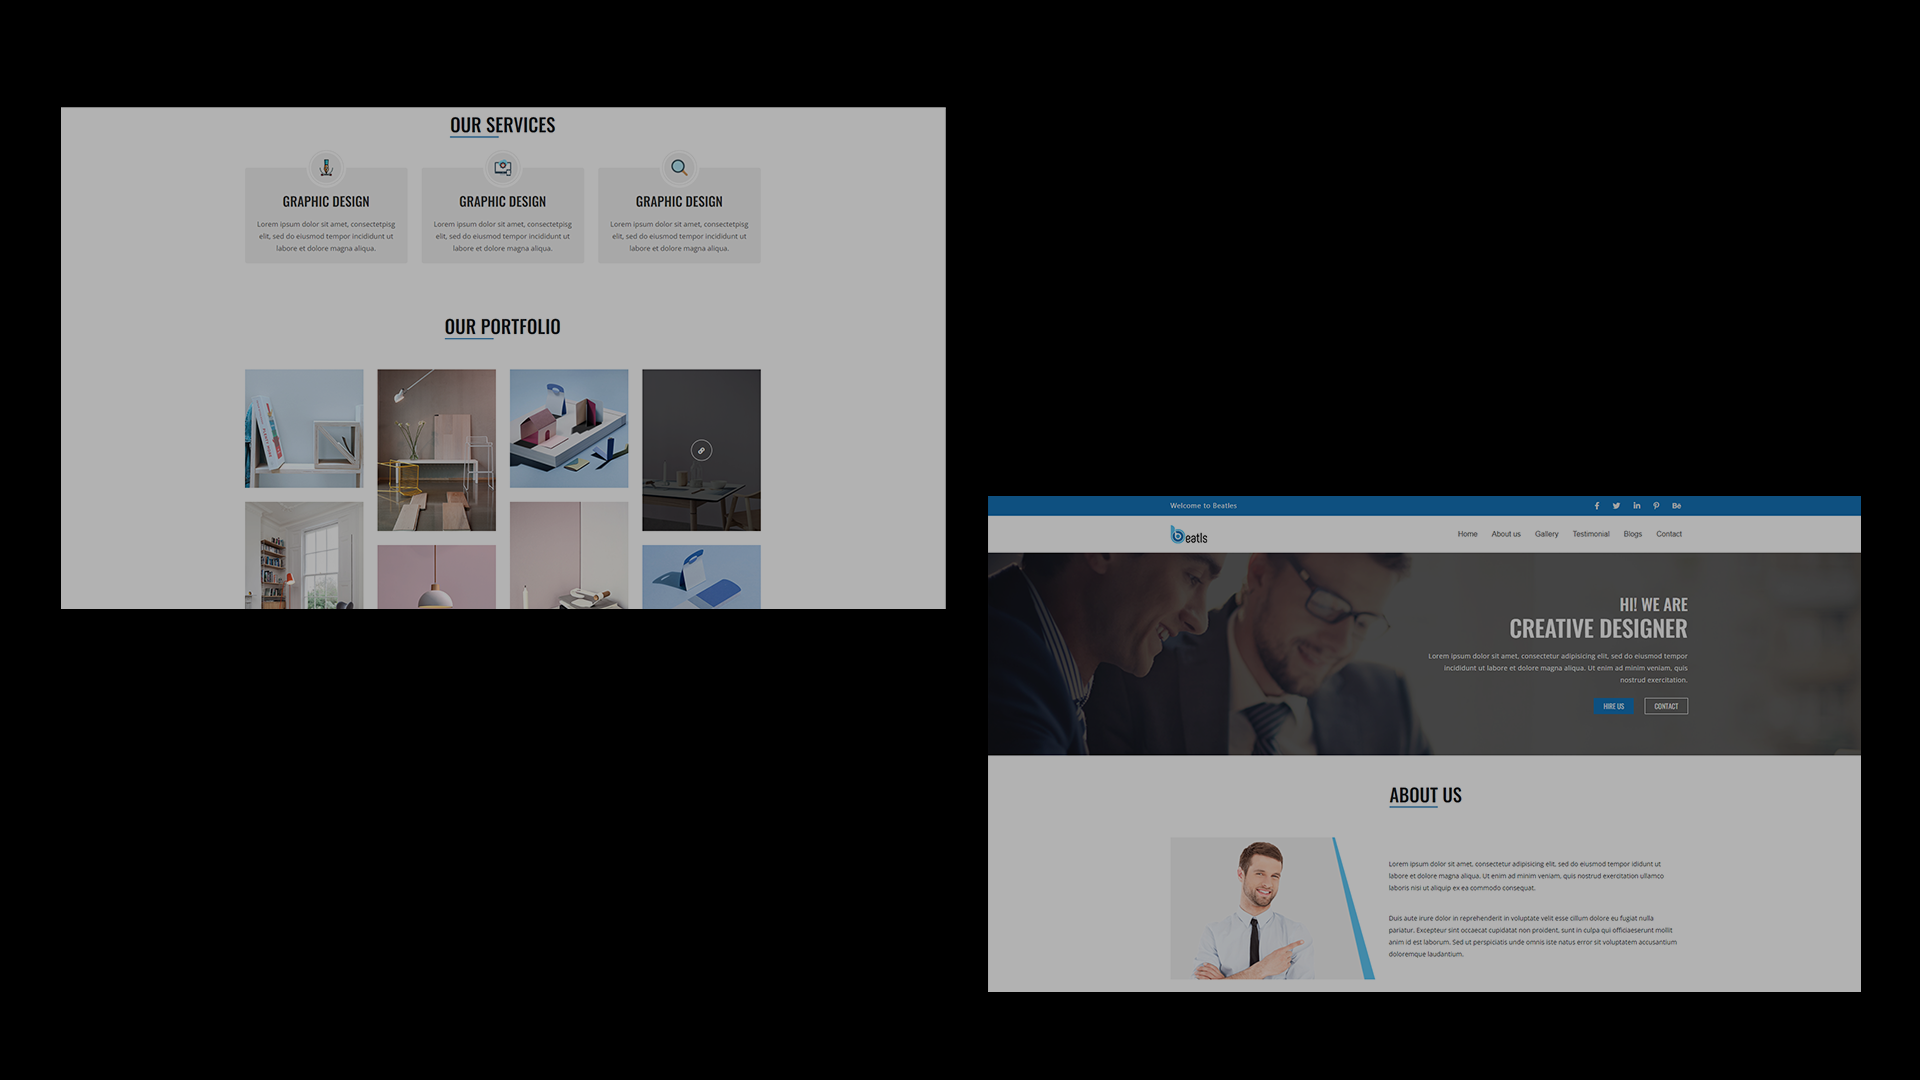 OUR SERVICES
GRAPHIC DESIGN
Lorem ipsum dolor sit amet, consectetpisg
elit, sed do eiusmod tempor incididunt ut
labore et dolore magna aliqua.
GRAPHIC DESIGN
Lorem ipsum dolor sit amet, consectetpisg
elit, sed do eiusmod tempor incididunt ut
labore et dolore magna aliqua.
GRAPHIC DESIGN
Lorem ipsum dolor sit amet, consectetpisg
elit, sed do eiusmod tempor incididunt ut
labore et dolore magna aliqua.
OUR PORTFOLIO
Welcome to Beatles
Bē
beatls
Home About us Gallery Testimonial Blogs Contact
HI! WE ARE
CREATIVE DESIGNER
Lorem ipsum dolor sit amet, consectetur adipisicing elit, sed do eiusmod tempor
incididunt ut labore et dolore magna aliqua. Ut enim ad minim veniam, quis
nostrud exercitation.
HIRE US CONTACT
ABOUT US
Lorem ipsum dolor sit amet, consectetur adipisicing elit, sed do eiusmod tempor ididunt ut
labore et dolore magna aliqua. Ut enim ad minim veniam, quis nostrud exercitation ullamco
laboris nisi ut aliquip ex ea commodo consequat.
Duis aute irure dolor in reprehenderit in voluptate velit esse cillum dolore eu fugiat nulla
pariatur. Excepteur sint occaecat cupidatat non proident, sunt in culpa qui officiaeserunt mollit
anim id est laborum. Sed ut perspiciatis unde omnis iste natus error sit voluptatem accusantium
doloremque laudantium.